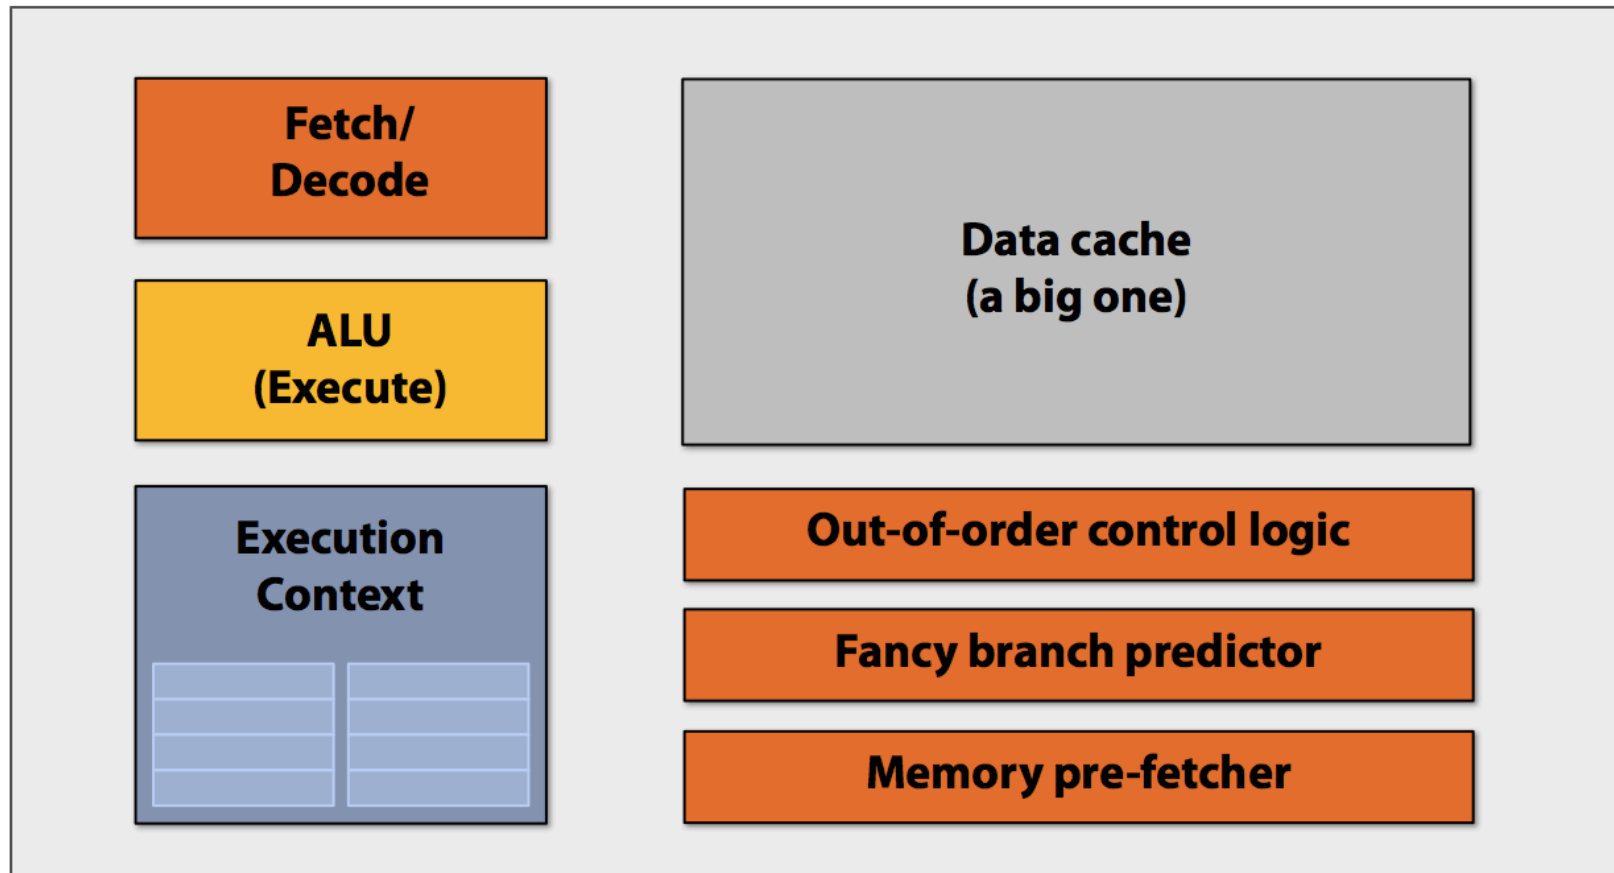 Fetch/
Decode
ALU
(Execute)
Execution
Context
Data cache
(a big one)
Out-of-order control logic
Fancy branch predictor
Memory pre-fetcher